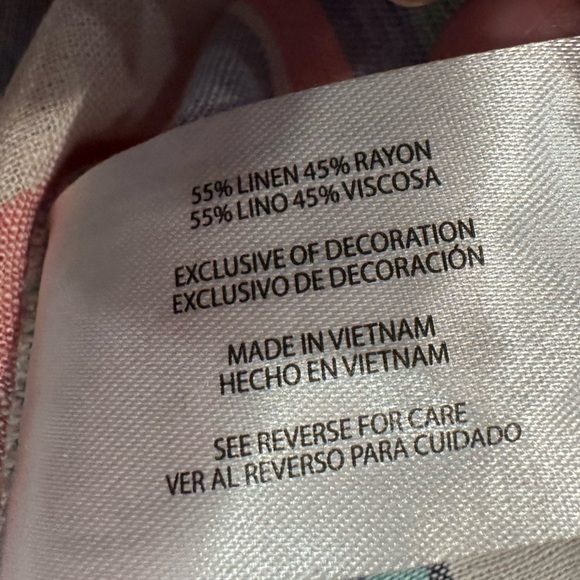 55% LINEN 45% RAYON
55% LINO 45% VISCOSA
EXCLUSIVE OF DECORATION
EXCLUSIVO DE DECORACIÓN
MADE IN VIETNAM
HECHO EN VIETNAM
SEE REVERSE FOR CARE
VER AL REVERSO PARA CUIDADO